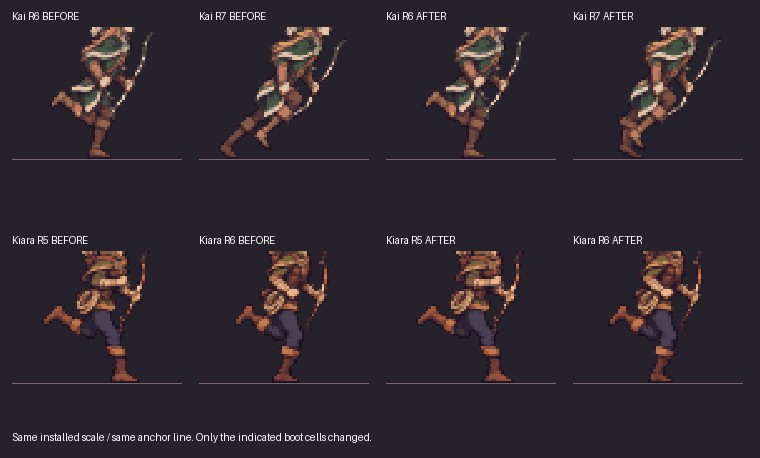 Kai R6 BEFORE
Kai R7 BEFORE
Kai R6 AFTER
Kai R7 AFTER
Kiara R5 BEFORE
Kiara R6 BEFORE
Kiara R5 AFTER
Kiara R6 AFTER
Same installed scale / same anchor line. Only the indicated boot cells changed.